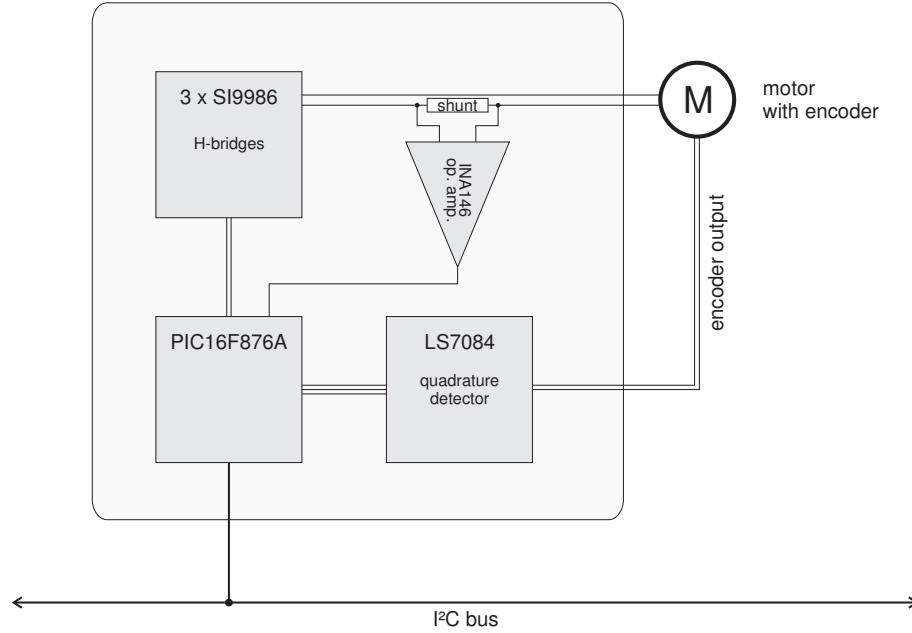 3 x SI9986
H-bridges
shunt
M
motor
with encoder
INA146
op. amp.
encoder output
PIC16F876A
LS7084
quadrature
detector
I²C bus